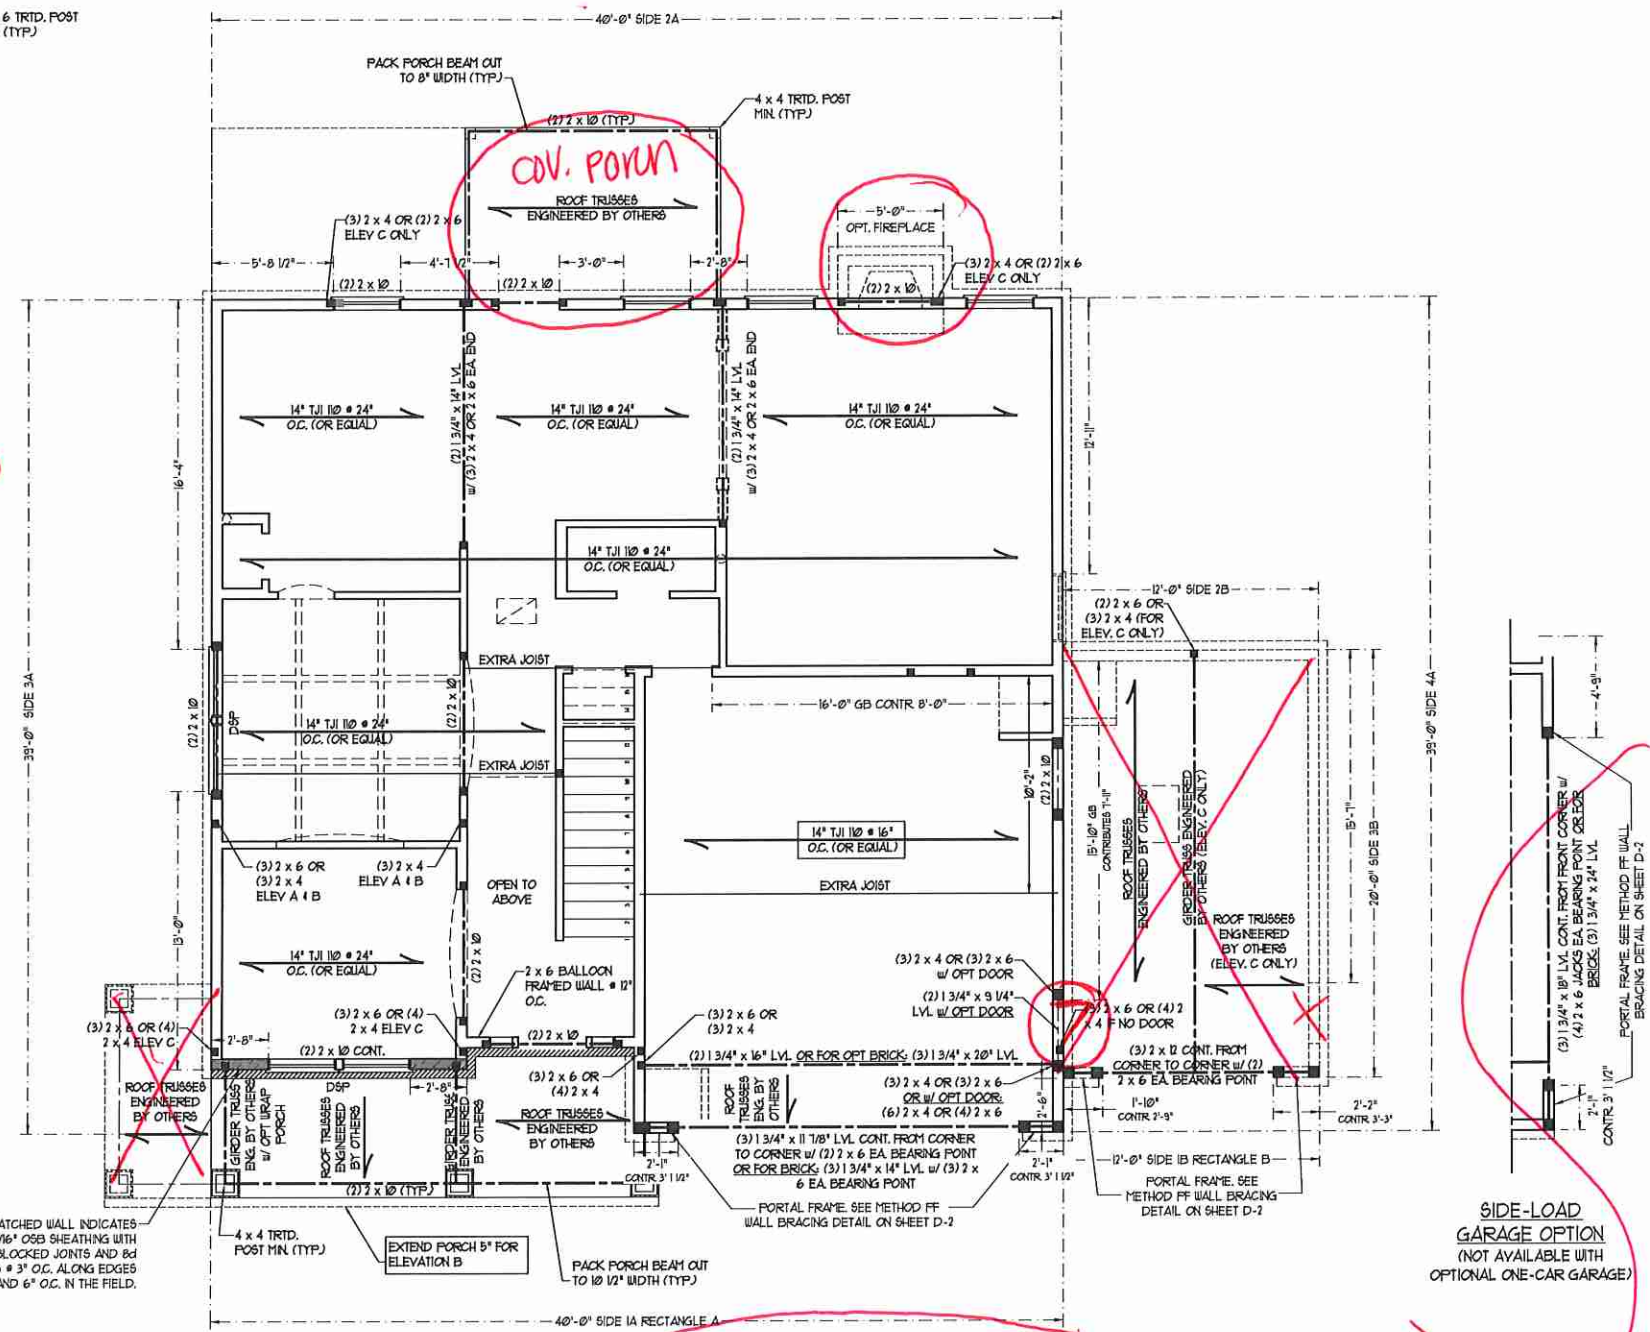 6 TRTD. POST
(TYP.)
40'-0" SIDE 2A
PACK PORCH BEAM OUT
TO 8" WIDTH (TYP.)
4 x 4 TRTD. POST
MIN. (TYP.)
(2) 2 x 10 (TYP.)
COV. PORCH
ROOF TRUSSES
ENGINEERED BY OTHERS
5'-0"
OPT. FIREPLACE
(3) 2 x 4 OR (2) 2 x 6
ELEV C ONLY
(3) 2 x 4 OR (2) 2 x 6
ELEV C ONLY
5'-8 1/2"
4'-7 1/2"
3'-0"
2'-8"
(2) 2 x 10
(2) 2 x 10
(2) 2 x 10
39'-0" SIDE 3A
16'-4"
(2) 1 3/4" x 14" LVL
w/ (3) 2 x 4 OR 2 x 6 EA. END
(2) 1 3/4" x 14" LVL
w/ (3) 2 x 4 OR 2 x 6 EA. END
14" TJI 110 @ 24"
O.C. (OR EQUAL)
14" TJI 110 @ 24"
O.C. (OR EQUAL)
14" TJI 110 @ 24"
O.C. (OR EQUAL)
12'-11"
39'-0" SIDE 4A
14" TJI 110 @ 24"
O.C. (OR EQUAL)
12'-0" SIDE 2B
(2) 2 x 6 OR
(3) 2 x 4 (FOR
ELEV. C ONLY)
EXTRA JOIST
16'-0" GB CONTR. 8'-0"
(2) 2 x 10
DSP
14" TJI 110 @ 24"
O.C. (OR EQUAL)
(2) 2 x 10
EXTRA JOIST
10'-2"
(2) 2 x 10
15'-10" GB
CONTRIBUTES 7'-11"
ROOF TRUSSES
ENGINEERED BY OTHERS
GIRDER TRUSS ENGINEERED
BY OTHERS (ELEV. C ONLY)
15'-7"
20'-0" SIDE 3B
4'-9"
14" TJI 110 @ 16"
O.C. (OR EQUAL)
EXTRA JOIST
(3) 2 x 6 OR
(3) 2 x 4
ELEV A & B
(3) 2 x 4
ELEV A & B
OPEN TO
ABOVE
13'-0"
14" TJI 110 @ 24"
O.C. (OR EQUAL)
(2) 2 x 10
2 x 6 BALLOON
FRAMED WALL @ 12"
O.C.
ROOF TRUSSES
ENGINEERED
BY OTHERS
(ELEV. C ONLY)
(3) 2 x 4 OR (3) 2 x 6
w/ OPT DOOR
(2) 1 3/4" x 9 1/4"
LVL w/ OPT DOOR
(3) 2 x 6 OR (4) 2
x 4 IF NO DOOR
(3) 1 3/4" x 18" LVL CONT. FROM FRONT CORNER w/
(4) 2 x 6 JACKS EA. BEARING POINT OR FOR
BRICK: (3) 1 3/4" x 24" LVL
PORTAL FRAME. SEE METHOD PF WALL
BRACING DETAIL ON SHEET D-2
(3) 2 x 6 OR (4)
2 x 4 ELEV C
2'-8"
(3) 2 x 6 OR (4)
2 x 4 ELEV C
(2) 2 x 10 CONT.
(2) 2 x 10
(3) 2 x 6 OR
(3) 2 x 4
(2) 1 3/4" x 16" LVL OR FOR OPT BRICK: (3) 1 3/4" x 20" LVL
(3) 2 x 12 CONT. FROM
CORNER TO CORNER w/ (2)
2 x 6 EA. BEARING POINT
DSP
2'-8"
(3) 2 x 6 OR
(4) 2 x 4
(3) 2 x 4 OR (3) 2 x 6
OR w/ OPT DOOR:
(6) 2 x 4 OR (4) 2 x 6
ROOF TRUSSES
ENGINEERED
BY OTHERS
GIRDER TRUSS
ENG. BY OTHERS
w/ OPT WRAP
PORCH
ROOF TRUSSES
ENGINEERED
BY OTHERS
GIRDER TRUSS
ENGINEERED
BY OTHERS
ROOF TRUSSES
ENGINEERED
BY OTHERS
ROOF
TRUSSES
ENG. BY
OTHERS
2'-6"
1'-10"
CONTR. 2'-9"
2'-2"
CONTR. 3'-3"
2'-1"
CONTR. 3' 1 1/2"
(3) 1 3/4" x 11 7/8" LVL CONT. FROM CORNER
TO CORNER w/ (2) 2 x 6 EA. BEARING POINT
OR FOR BRICK: (3) 1 3/4" x 14" LVL w/ (3) 2 x
6 EA. BEARING POINT
2'-1"
CONTR. 3' 1 1/2"
2'-1"
CONTR. 3' 1 1/2"
12'-0" SIDE 1B RECTANGLE B
(2) 2 x 10 (TYP.)
PORTAL FRAME. SEE METHOD PF
WALL BRACING DETAIL ON SHEET D-2
PORTAL FRAME. SEE
METHOD PF WALL BRACING
DETAIL ON SHEET D-2
SIDE-LOAD
GARAGE OPTION
(NOT AVAILABLE WITH
OPTIONAL ONE-CAR GARAGE)
ATCHED WALL INDICATES
/16" OSB SHEATHING WITH
BLOCKED JOINTS AND 8d
@ 3" O.C. ALONG EDGES
AND 6" O.C. IN THE FIELD.
4 x 4 TRTD.
POST MIN. (TYP.)
EXTEND PORCH 5" FOR
ELEVATION B
PACK PORCH BEAM OUT
TO 10 1/2" WIDTH (TYP.)
40'-0" SIDE 1A RECTANGLE A